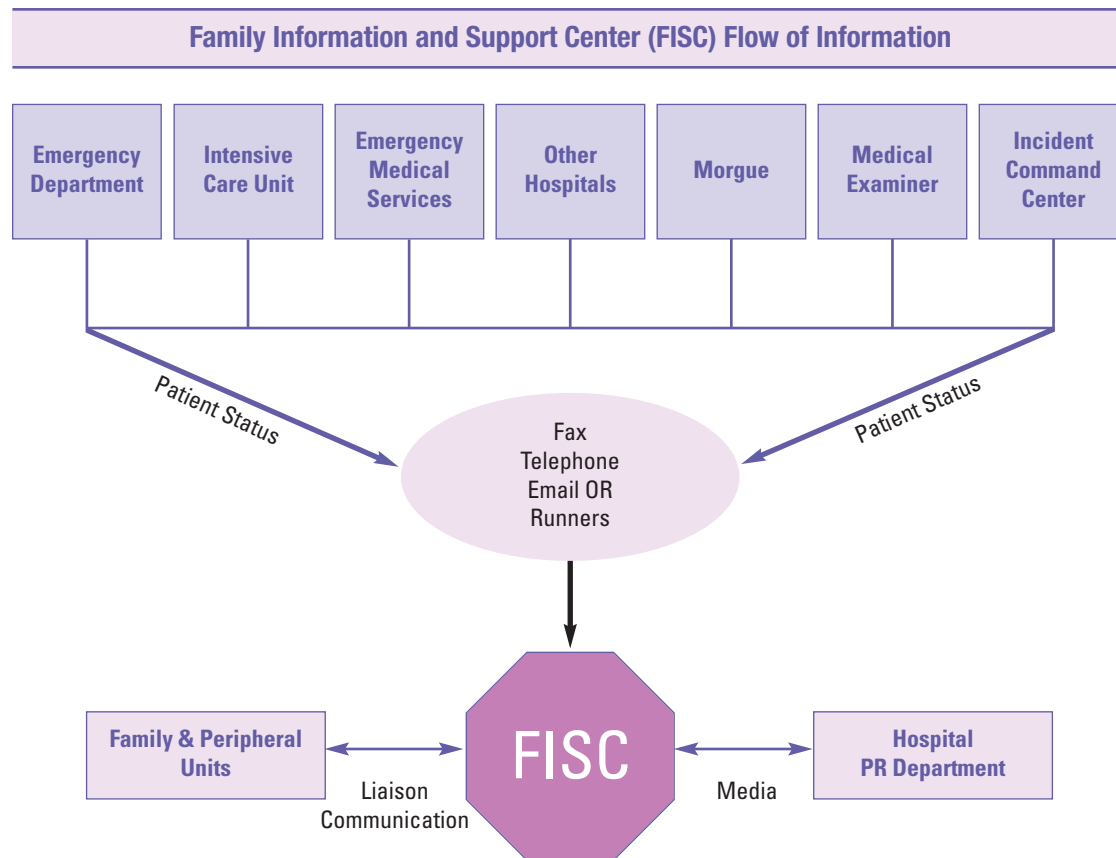 Family Information and Support Center (FISC) Flow of Information
Emergency
Department
Intensive
Care Unit
Emergency
Medical
Services
Other
Hospitals
Morgue
Medical
Examiner
Incident
Command
Center
Patient Status
Patient Status
Fax
Telephone
Email OR
Runners
Family & Peripheral
Units
Liaison
Communication
FISC
Media
Hospital
PR Department